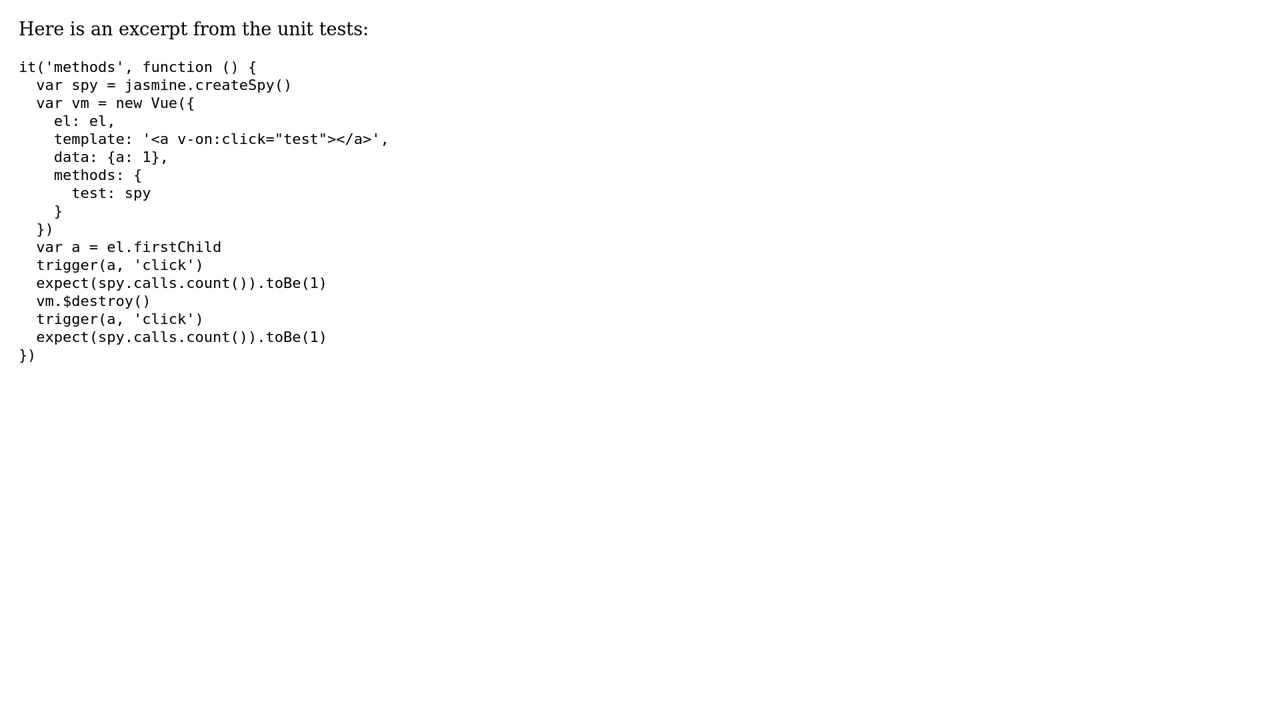 Here is an excerpt from the unit tests:
it('methods', function () {
  var spy = jasmine.createSpy()
  var vm = new Vue({
    el: el,
    template: '<a v-on:click="test"></a>',
    data: {a: 1},
    methods: {
      test: spy
    }
  })
  var a = el.firstChild
  trigger(a, 'click')
  expect(spy.calls.count()).toBe(1)
  vm.$destroy()
  trigger(a, 'click')
  expect(spy.calls.count()).toBe(1)
})